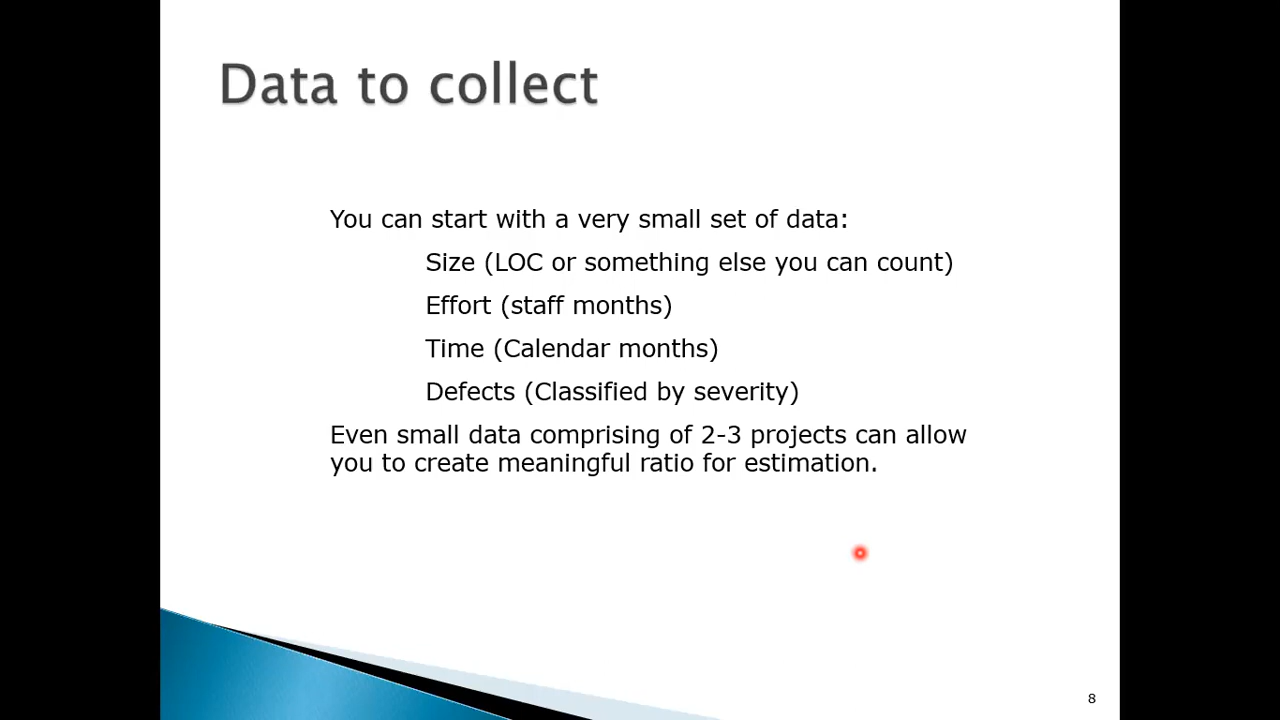 Data to collect
You can start with a very small set of data:
Size (LOC or something else you can count)
Effort (staff months)
Time (Calendar months)
Defects (Classified by severity)
Even small data comprising of 2-3 projects can allow
you to create meaningful ratio for estimation.
8